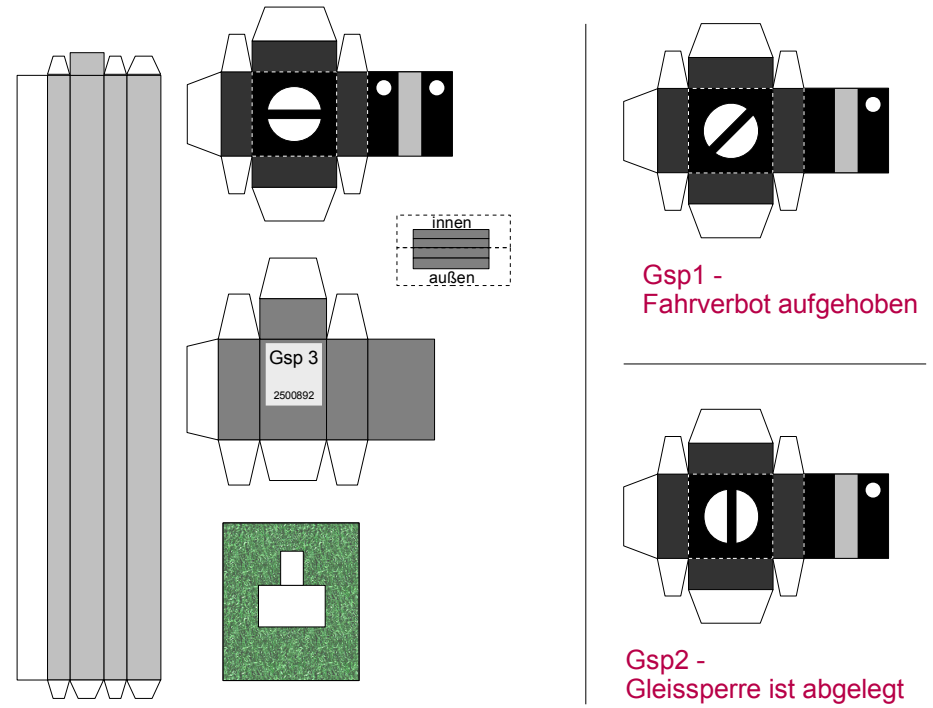 innen
außen
Gsp 3
2500892
Gsp1 -
Fahrverbot aufgehoben
Gsp2 -
Gleissperre ist abgelegt